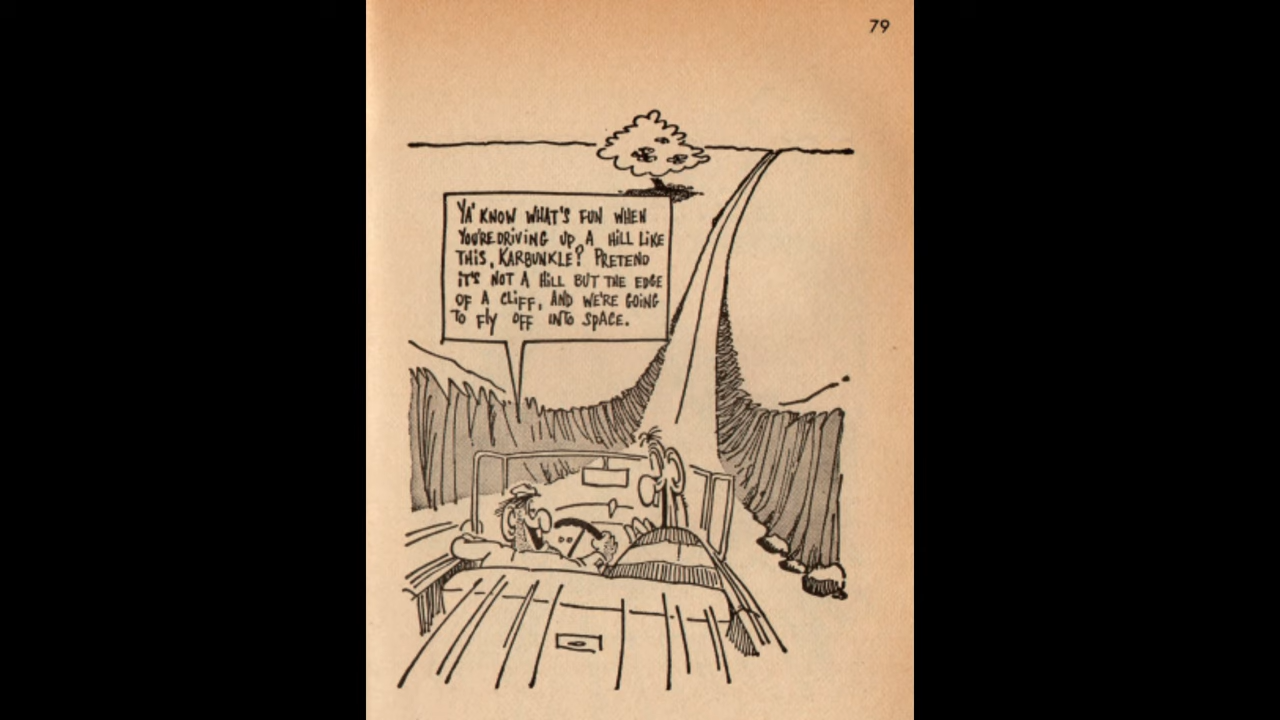 79
YA' KNOW WHAT'S FUN WHEN
YOU'RE DRIVING UP A HILL LIKE
THIS, KARBUNKLE? PRETEND
IT'S NOT A HILL BUT THE EDGE
OF A CLIFF, AND WE'RE GOING
TO FLY OFF INTO SPACE.